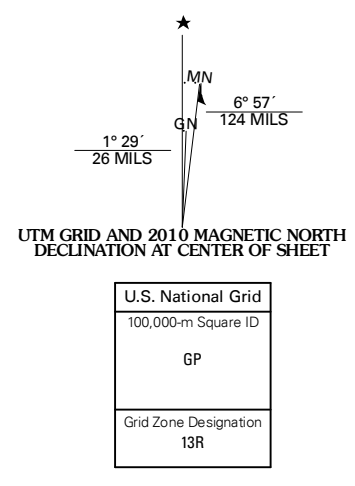 MN
GN
6° 57´
124 MILS
1° 29´
26 MILS
UTM GRID AND 2010 MAGNETIC NORTH
DECLINATION AT CENTER OF SHEET
U.S. National Grid
100,000-m Square ID
GP
Grid Zone Designation
13R